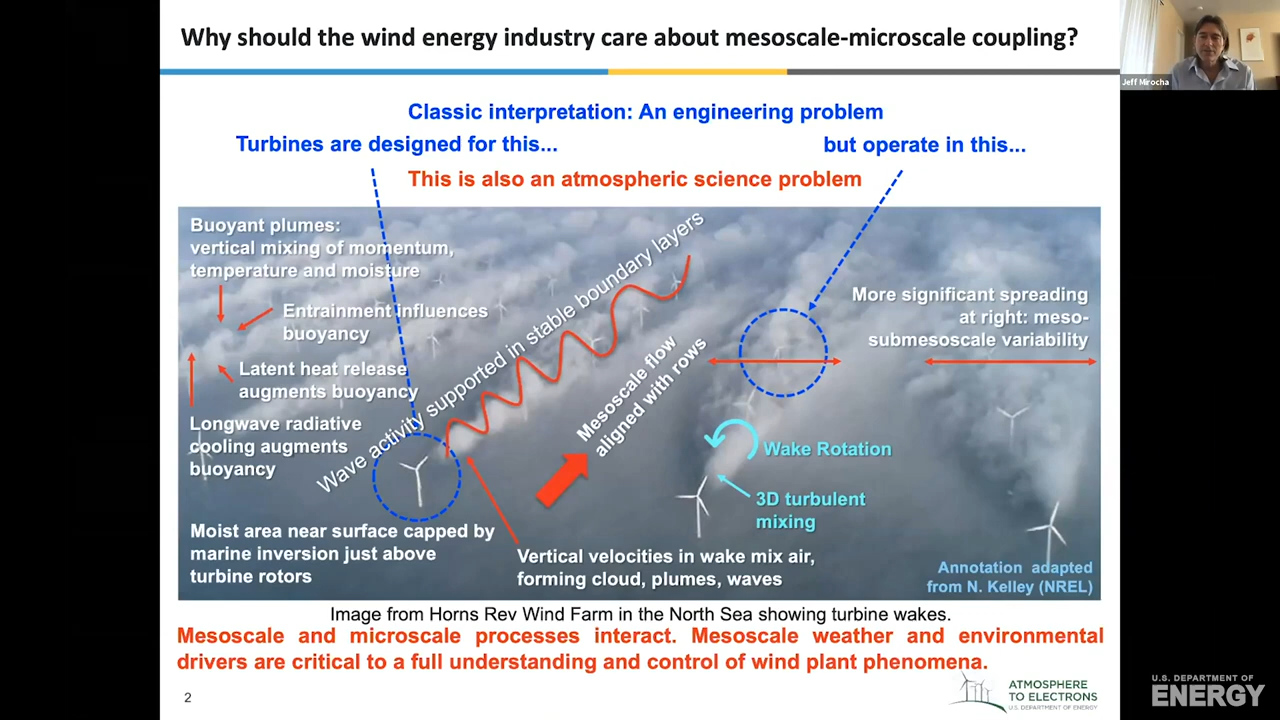 Why should the wind energy industry care about mesoscale-microscale coupling?
Jeff Mirocha
Classic interpretation: An engineering problem
Turbines are designed for this...
but operate in this...
This is also an atmospheric science problem
Buoyant plumes:
vertical mixing of momentum,
temperature and moisture
Entrainment influences
buoyancy
Latent heat release
augments buoyancy
Longwave radiative
cooling augments
buoyancy
Wave activity supported in stable boundary layers
Mesoscale flow
aligned with rows
More significant spreading
at right: meso-
submesoscale variability
Wake Rotation
3D turbulent
mixing
Moist area near surface capped by
marine inversion just above
turbine rotors
Vertical velocities in wake mix air,
forming cloud, plumes, waves
Annotation adapted
from N. Kelley (NREL)
Image from Horns Rev Wind Farm in the North Sea showing turbine wakes.
Mesoscale and microscale processes interact. Mesoscale weather and environmental
drivers are critical to a full understanding and control of wind plant phenomena.
2
ATMOSPHERE
TO ELECTRONS
U.S. DEPARTMENT OF ENERGY
U.S. DEPARTMENT OF
ENERGY